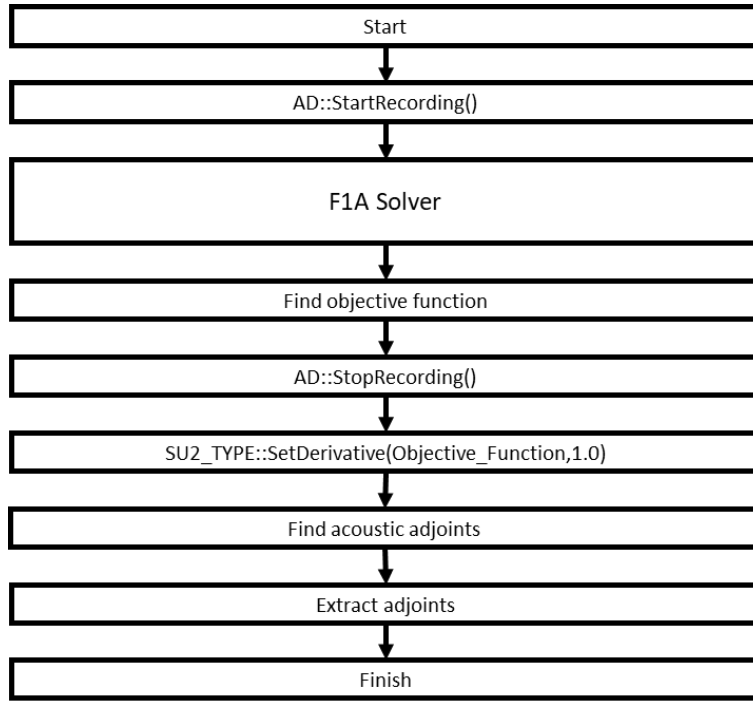 Start
AD::StartRecording()
F1A Solver
Find objective function
AD::StopRecording()
SU2_TYPE::SetDerivative(Objective_Function,1.0)
Find acoustic adjoints
Extract adjoints
Finish